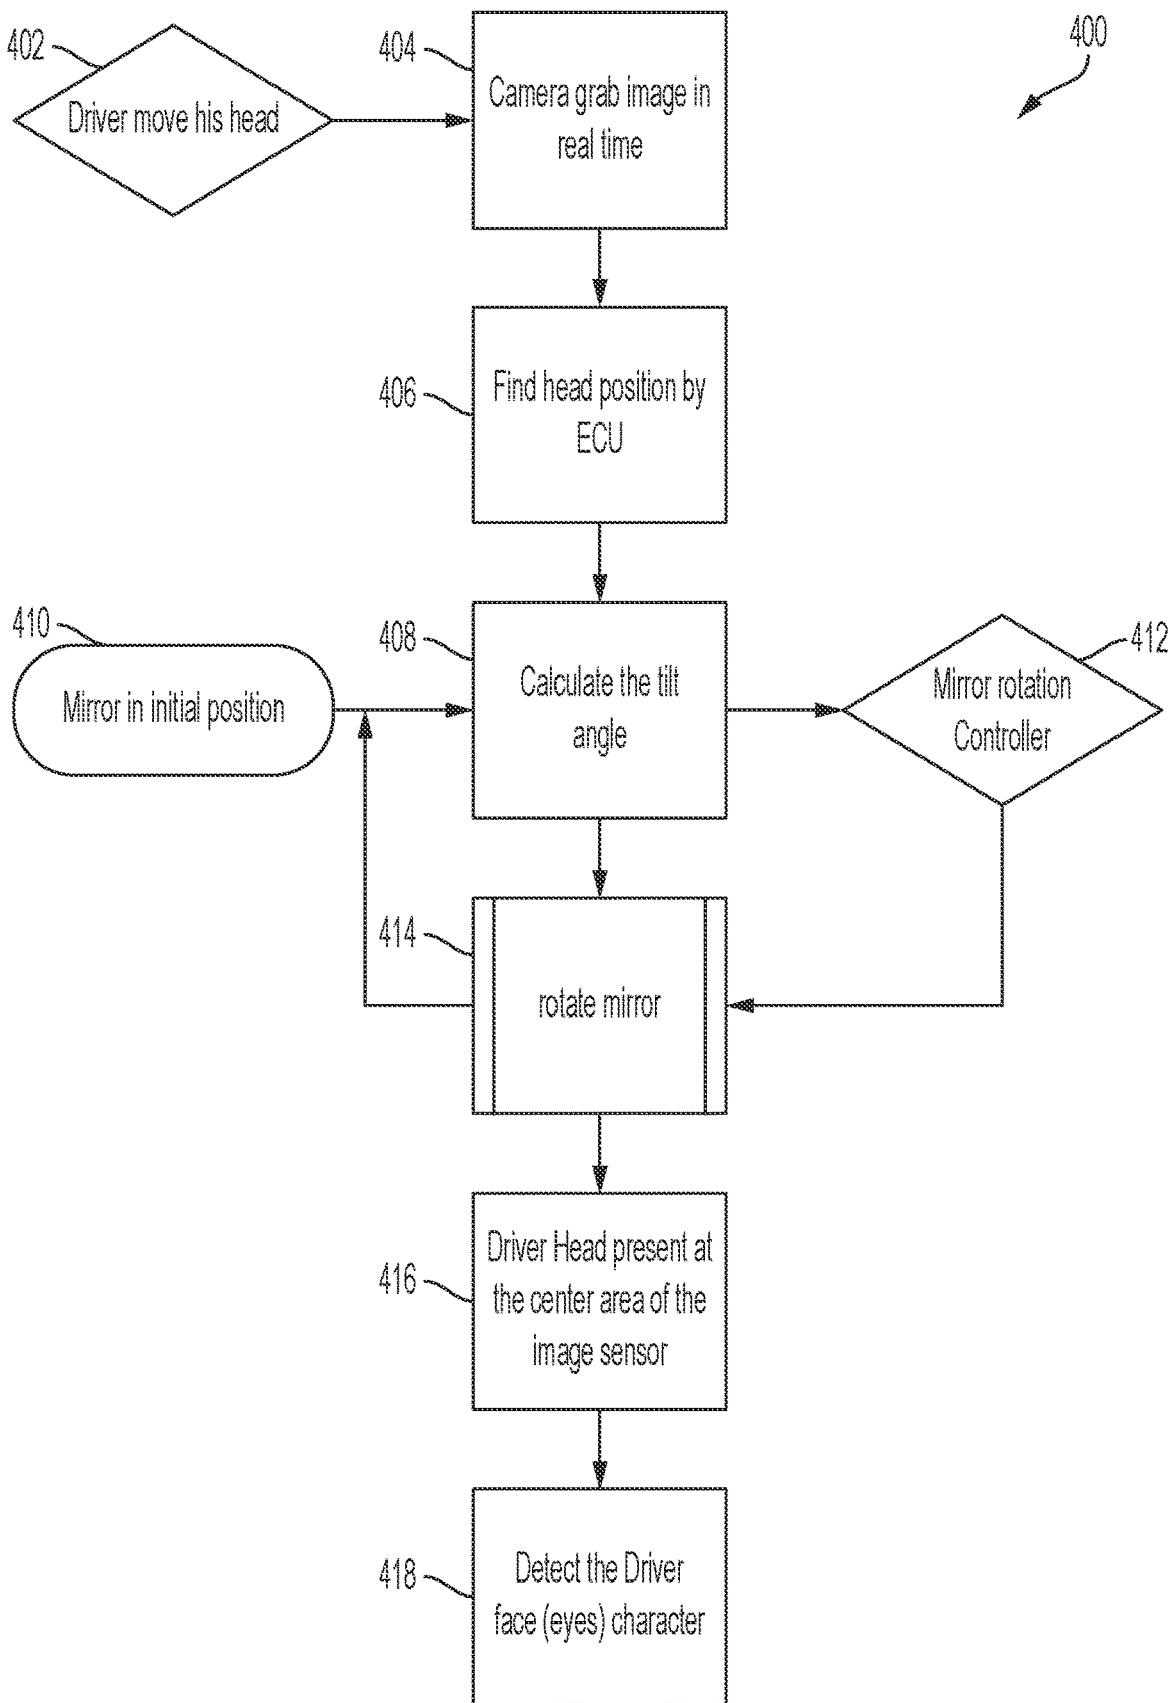 402
Driver move his head
404
Camera grab image in
real time
400
406
Find head position by
ECU
410
Mirror in initial position
408
Calculate the tilt
angle
412
Mirror rotation
Controller
414
rotate mirror
416
Driver Head present at
the center area of the
image sensor
418
Detect the Driver
face (eyes) character